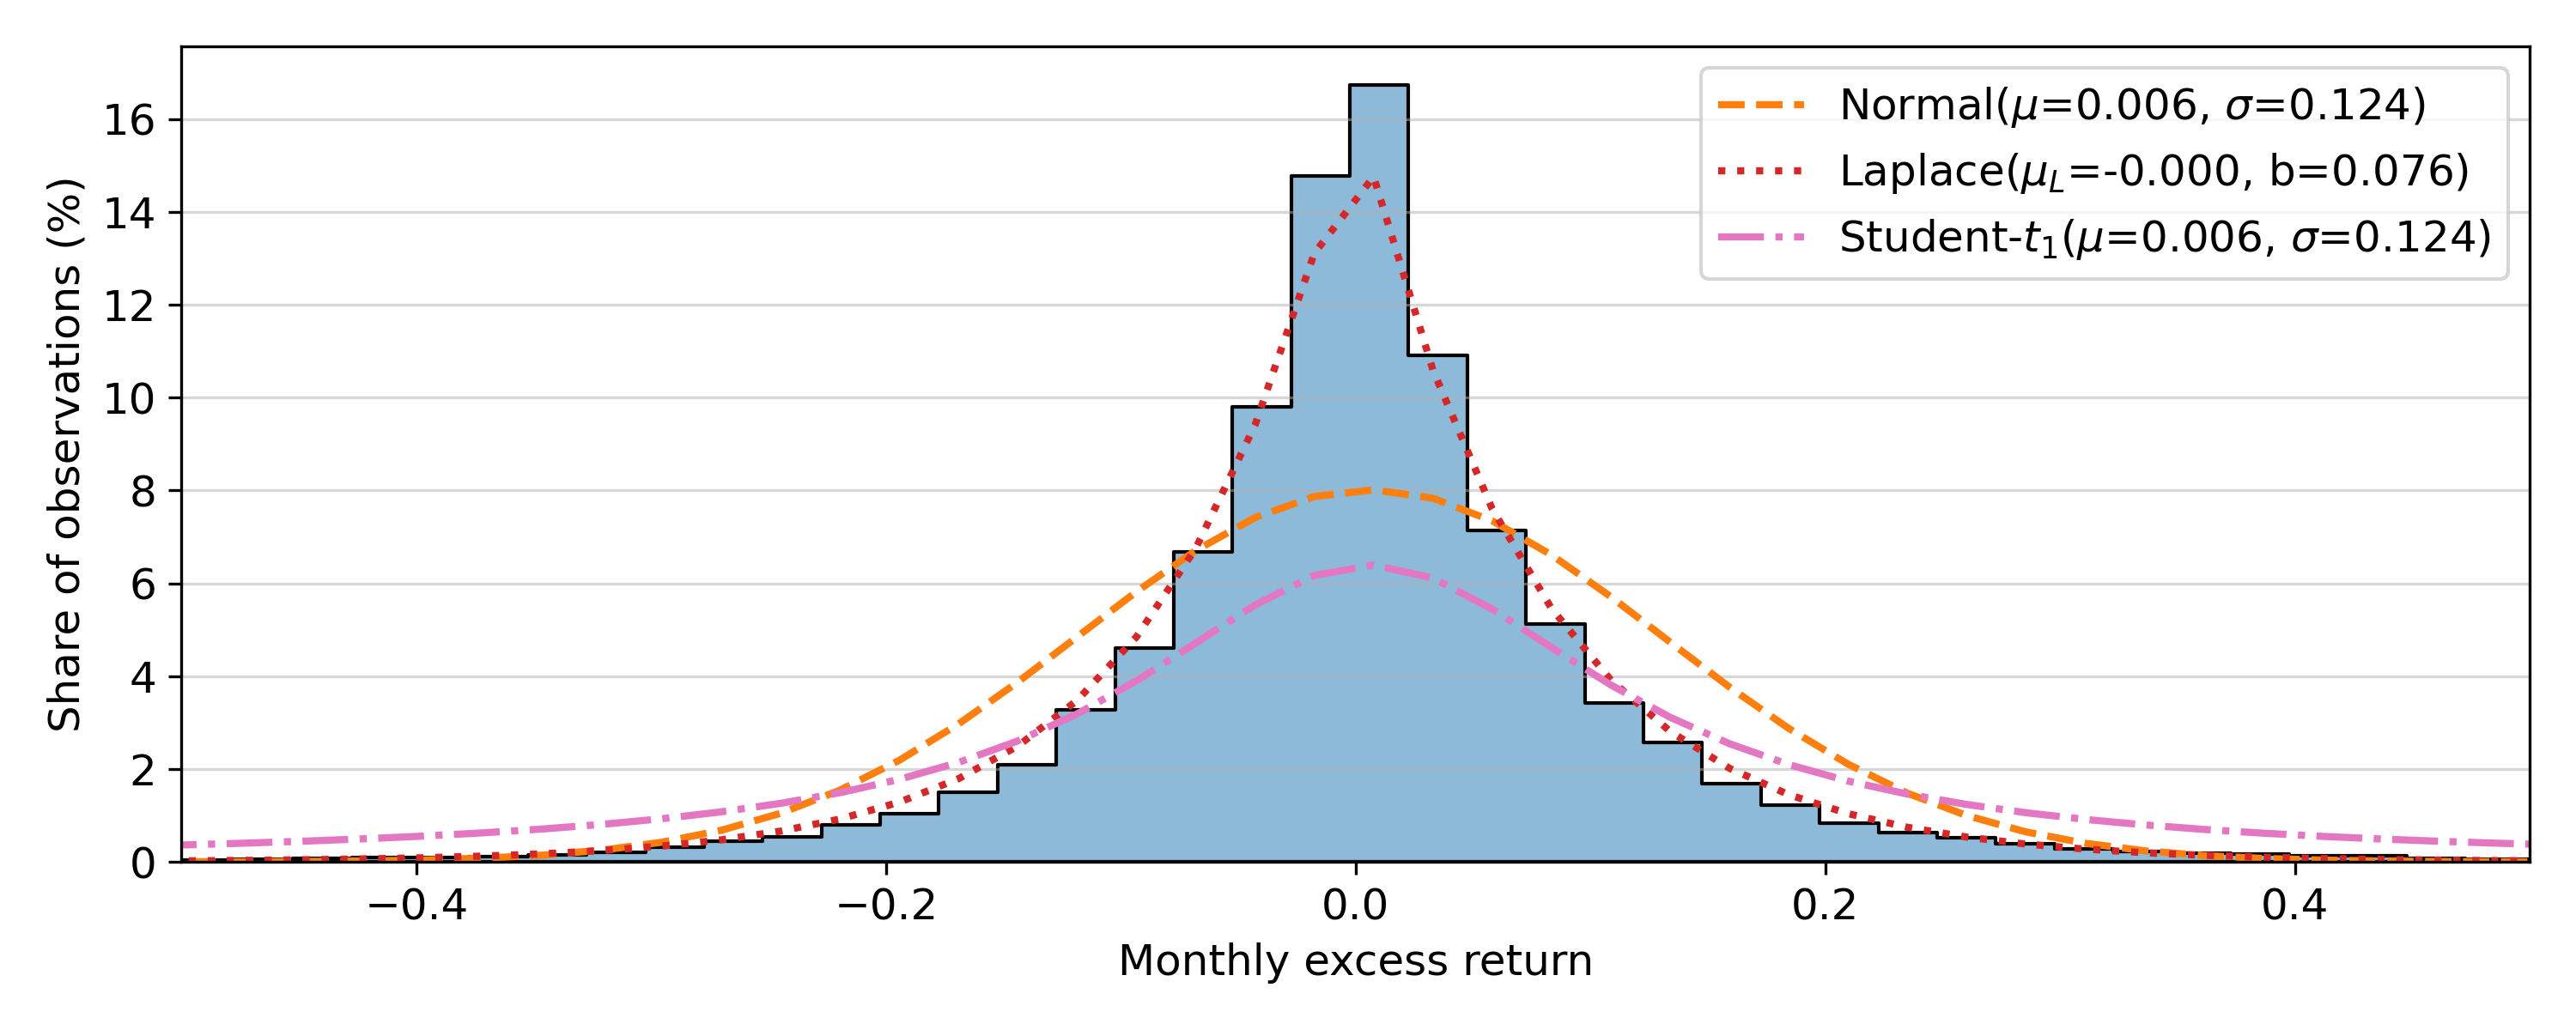 Normal(μ=0.006, σ=0.124)
Laplace(μL=-0.000, b=0.076)
Student-t1(μ=0.006, σ=0.124)
Share of observations (%)
16
14
12
10
8
6
4
2
0
−0.4 −0.2 0.0 0.2 0.4
Monthly excess return